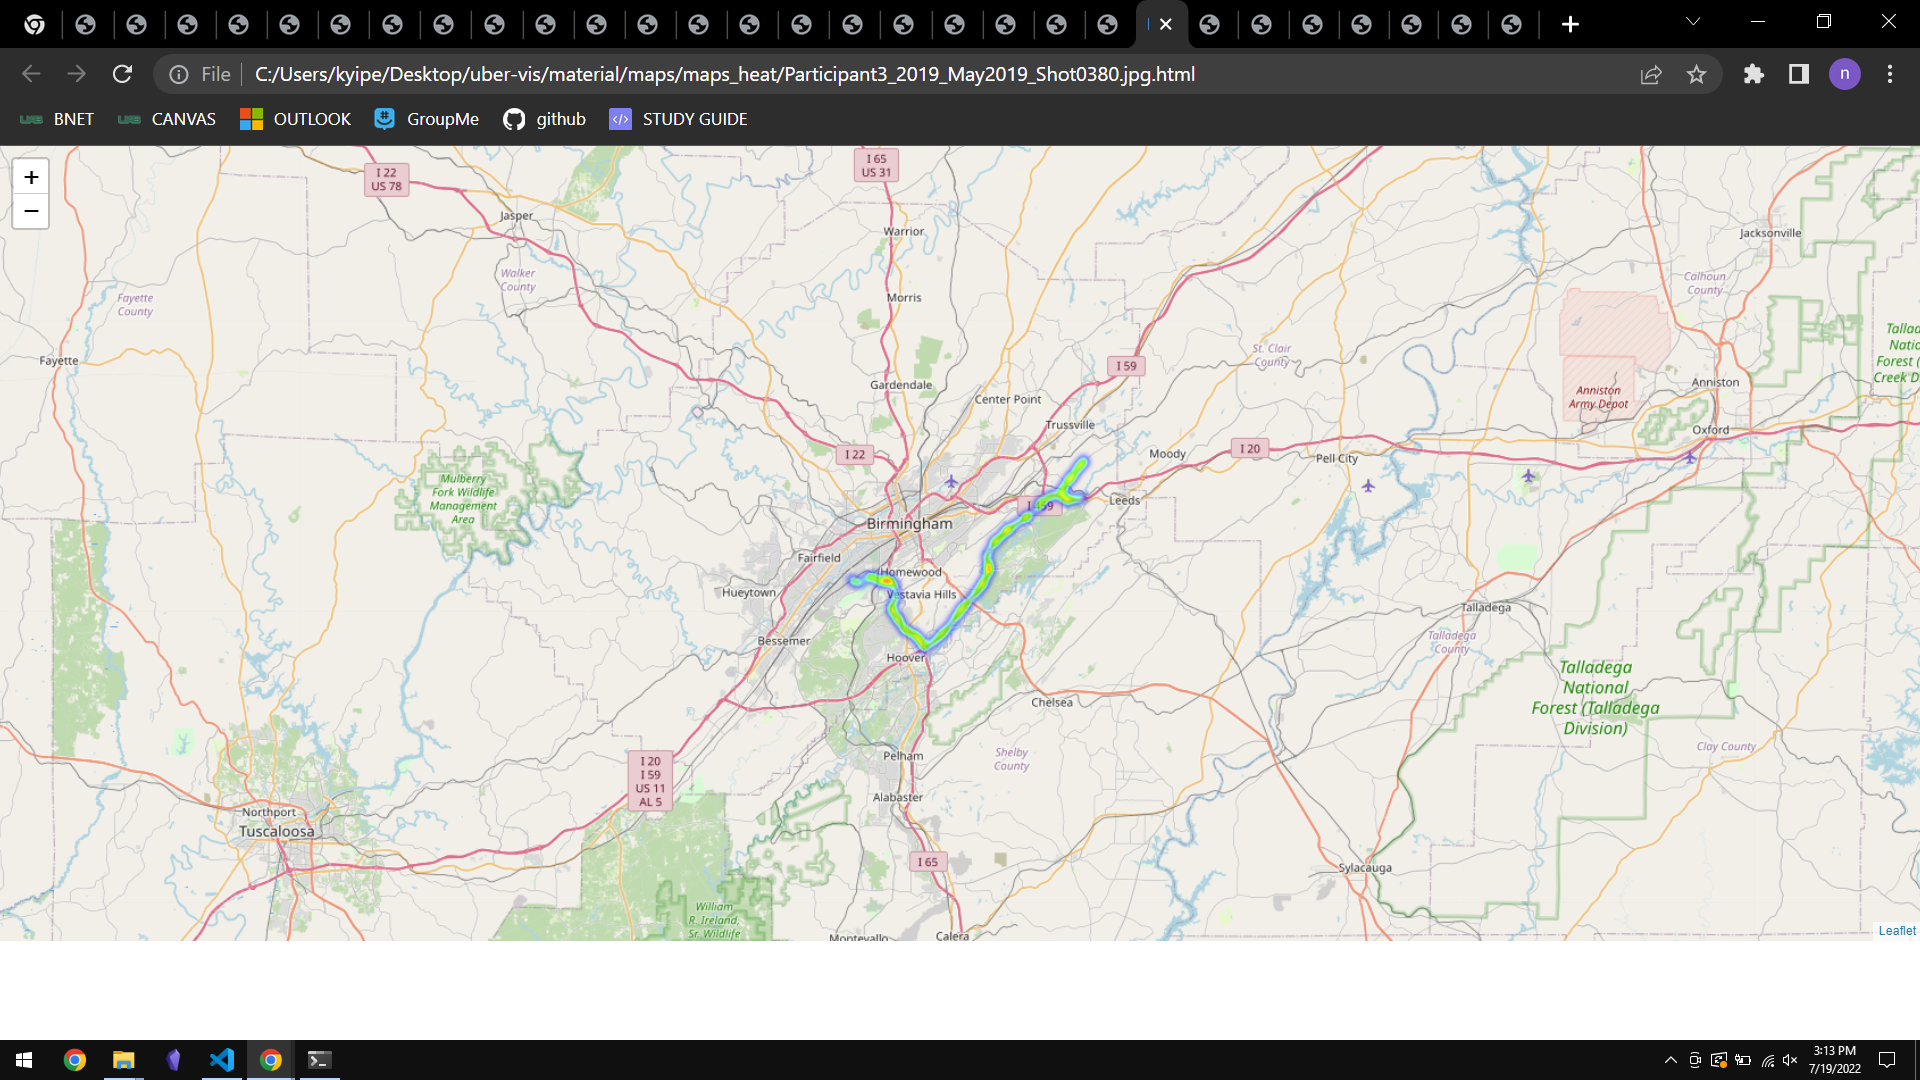 File
C:/Users/kyipe/Desktop/uber-vis/material/maps/maps_heat/Participant3_2019_May2019_Shot0380.jpg.html
n
BNET
CANVAS
OUTLOOK
GroupMe
github
STUDY GUIDE
+
−
I 22
US 78
I 65
US 31
Jasper
Warrior
Jacksonville
Walker
County
Calhoun
County
Fayette
County
Morris
Fayette
St. Clair
County
I 59
Gardendale
Anniston
Anniston
Army Depot
Center Point
Trussville
Oxford
I 22
Moody
I 20
Pell City
Mulberry
Fork Wildlife
Management
Area
Leeds
I 459
Birmingham
Fairfield
Homewood
Hueytown
Vestavia Hills
Talladega
Bessemer
Talladega
County
Hoover
Talladega
National
Forest (Talladega
Division)
Chelsea
Clay County
Pelham
Shelby
County
I 20
I 59
US 11
AL 5
Alabaster
Northport
Tuscaloosa
I 65
Sylacauga
William
R. Ireland,
Sr. Wildlife
Montevallo
Calera
Talla
Natio
Forest (
Creek D
Leaflet
3:13 PM
7/19/2022